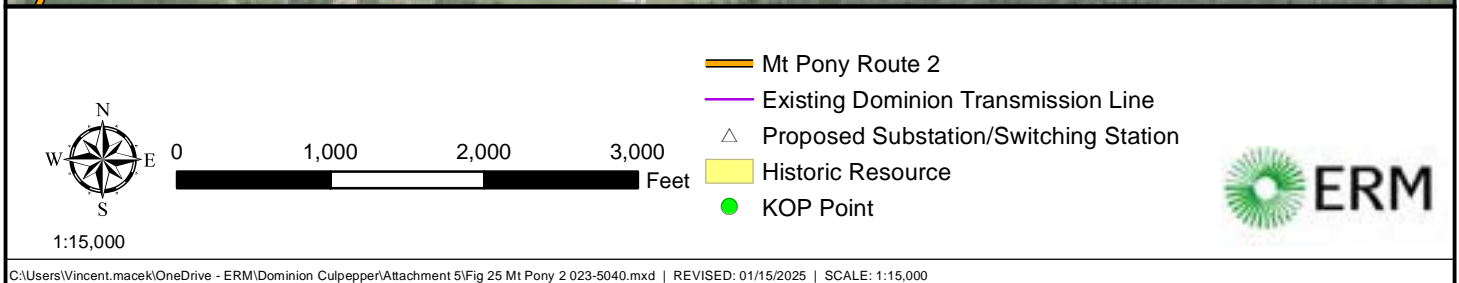 N
W E
S
0 1,000 2,000 3,000
Feet
1:15,000
Mt Pony Route 2
Existing Dominion Transmission Line
Proposed Substation/Switching Station
Historic Resource
KOP Point
ERM
C:\Users\Vincent.macek\OneDrive - ERM\Dominion Culpepper\Attachment 5\Fig 25 Mt Pony 2 023-5040.mxd | REVISED: 01/15/2025 | SCALE: 1:15,000